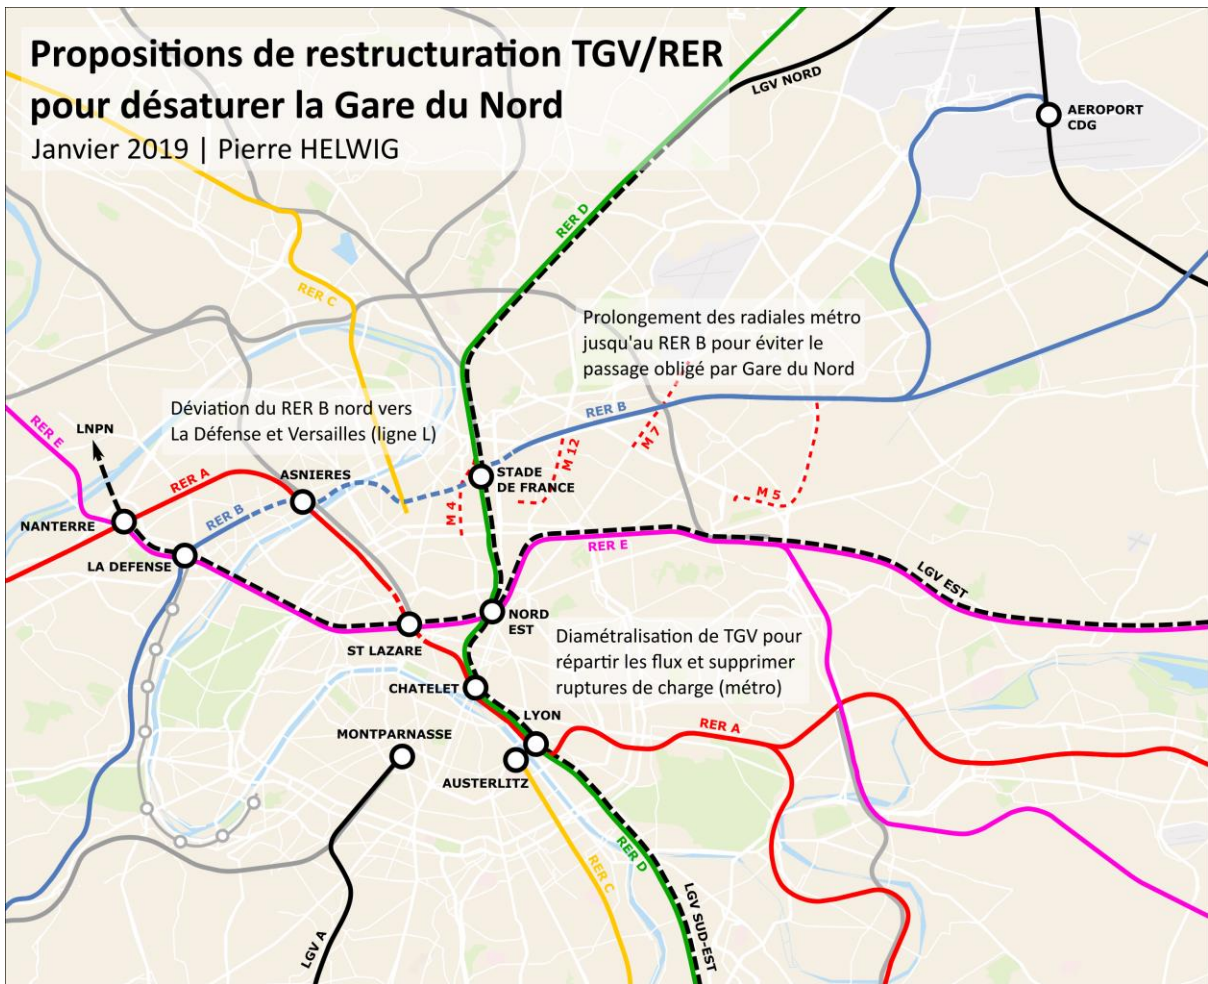 Propositions de restructuration TGV/RER
pour désaturer la Gare du Nord
Janvier 2019 | Pierre HELWIG
LGV NORD
AEROPORT
CDG
RER D
RER C
Prolongement des radiales métro
jusqu'au RER B pour éviter le
passage obligé par Gare du Nord
Déviation du RER B nord vers
La Défense et Versailles (ligne L)
RER B
RER E
LNPN
M 7
M 12
RER A
ASNIERES
STADE
DE FRANCE
M 5
M 4
NANTERRE
RER B
RER E
LA DEFENSE
LGV EST
NORD
EST
ST LAZARE
Diamétralisation de TGV pour
répartir les flux et supprimer
ruptures de charge (métro)
CHATELET
LYON
RER A
MONTPARNASSE
AUSTERLITZ
RER D
RER C
LGV SUD-EST
LGV A